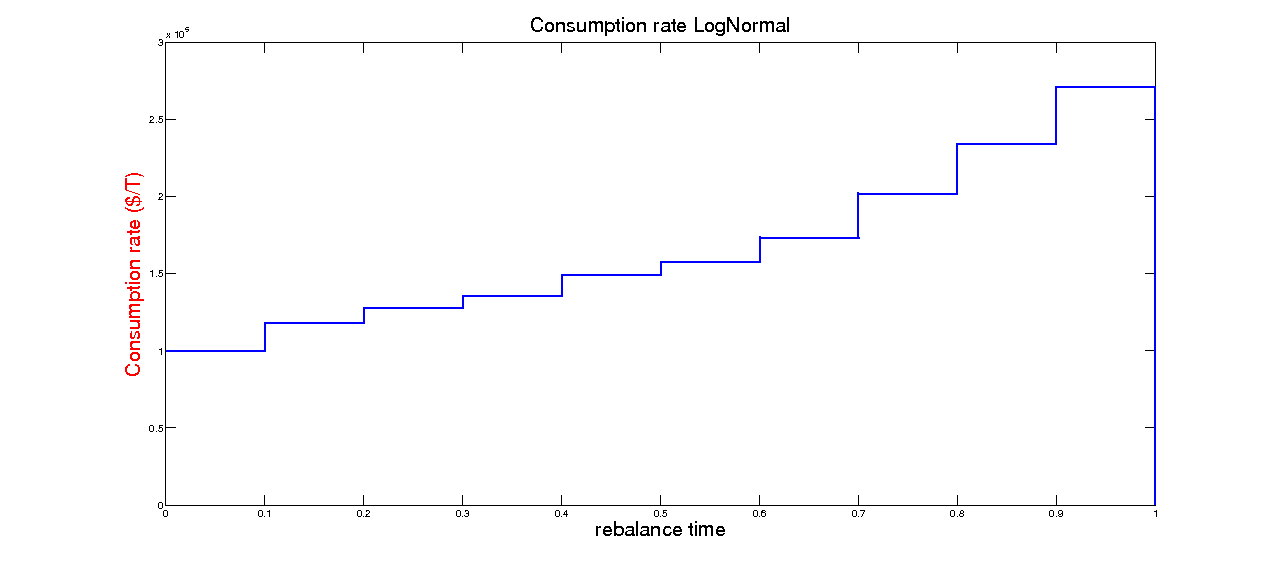 Consumption rate LogNormal
x 10^5
3
2.5
2
1.5
1
0.5
0
Consumption rate ($/T)
0 0.1 0.2 0.3 0.4 0.5 0.6 0.7 0.8 0.9 1
rebalance time